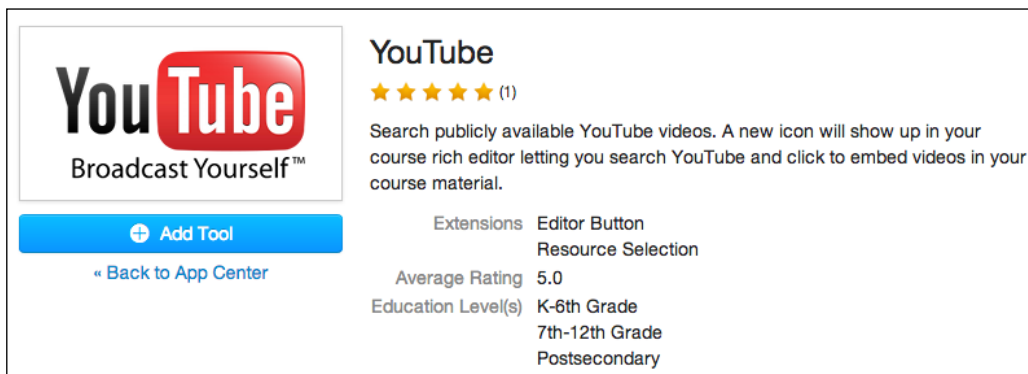 YouTube
Broadcast Yourself™
Add Tool
« Back to App Center
YouTube
(1)
Search publicly available YouTube videos. A new icon will show up in your
course rich editor letting you search YouTube and click to embed videos in your
course material.
Extensions Editor Button
Resource Selection
Average Rating 5.0
Education Level(s) K-6th Grade
7th-12th Grade
Postsecondary